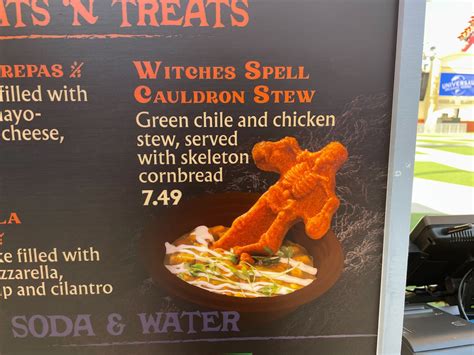 ATS 'N TREATS
REPAS
filled with
ayo-
cheese,
WITCHES SPELL
CAULDRON STEW
Green chile and chicken
stew, served
with skeleton
cornbread
7.49
LA
ke filled with
zzarella,
p and cilantro
SODA & WATER
UNIVERSAL